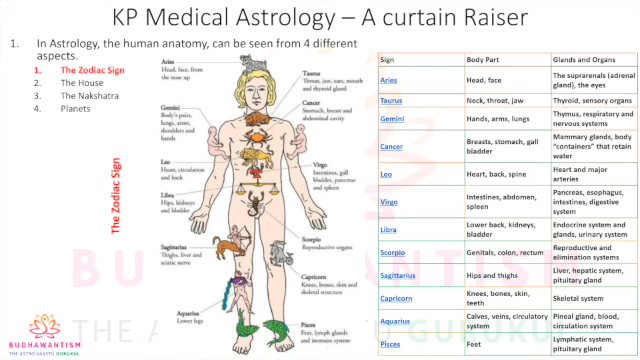 KP Medical Astrology – A curtain Raiser
1. In Astrology, the human anatomy, can be seen from 4 different
aspects.
1. The Zodiac Sign
2. The House
3. The Nakshatra
4. Planets
The Zodiac Sign
Aries
Head, face, from
the nose up
Taurus
Throat, jaw, ears, mouth
and thyroid gland
Gemini
Body's pairs,
lungs, arms,
shoulders and
hands
Cancer
Stomach, breast and
abdominal cavity
Leo
Heart, circulation
and back
Virgo
Intestines, gall
bladder, pancreas
and spleen
Libra
Hips, kidneys
and bladder
Scorpio
Reproductive organs
Sagittarius
Thighs, liver and
sciatic nerve
Capricorn
Knees, bones, skin and
skeletal structure
Aquarius
Lower legs
Pisces
Feet, lymph glands
and immune system
Sign Body Part Glands and Organs
Aries Head, face The suprarenals (adrenal
gland), the eyes
Taurus Neck, throat, jaw Thyroid, sensory organs
Gemini Hands, arms, lungs Thymus, respiratory and
nervous systems
Cancer Breasts, stomach, gall
bladder Mammary glands, body
"containers" that retain
water
Leo Heart, back, spine Heart and major
arteries
Virgo Intestines, abdomen,
spleen Pancreas, esophagus,
intestines, digestive
system
Libra Lower back, kidneys,
bladder Endocrine system and
glands, urinary system
Scorpio Genitals, colon, rectum Reproductive and
elimination systems
Sagittarius Hips and thighs Liver, hepatic system,
pituitary gland
Capricorn Knees, bones, skin,
teeth Skeletal system
Aquarius Calves, veins, circulatory
system Pineal gland, blood,
circulation system
Pisces Feet Lymphatic system,
pituitary gland
BUDHAWANTISM
THE ASTRO VAASTU GURUKUL